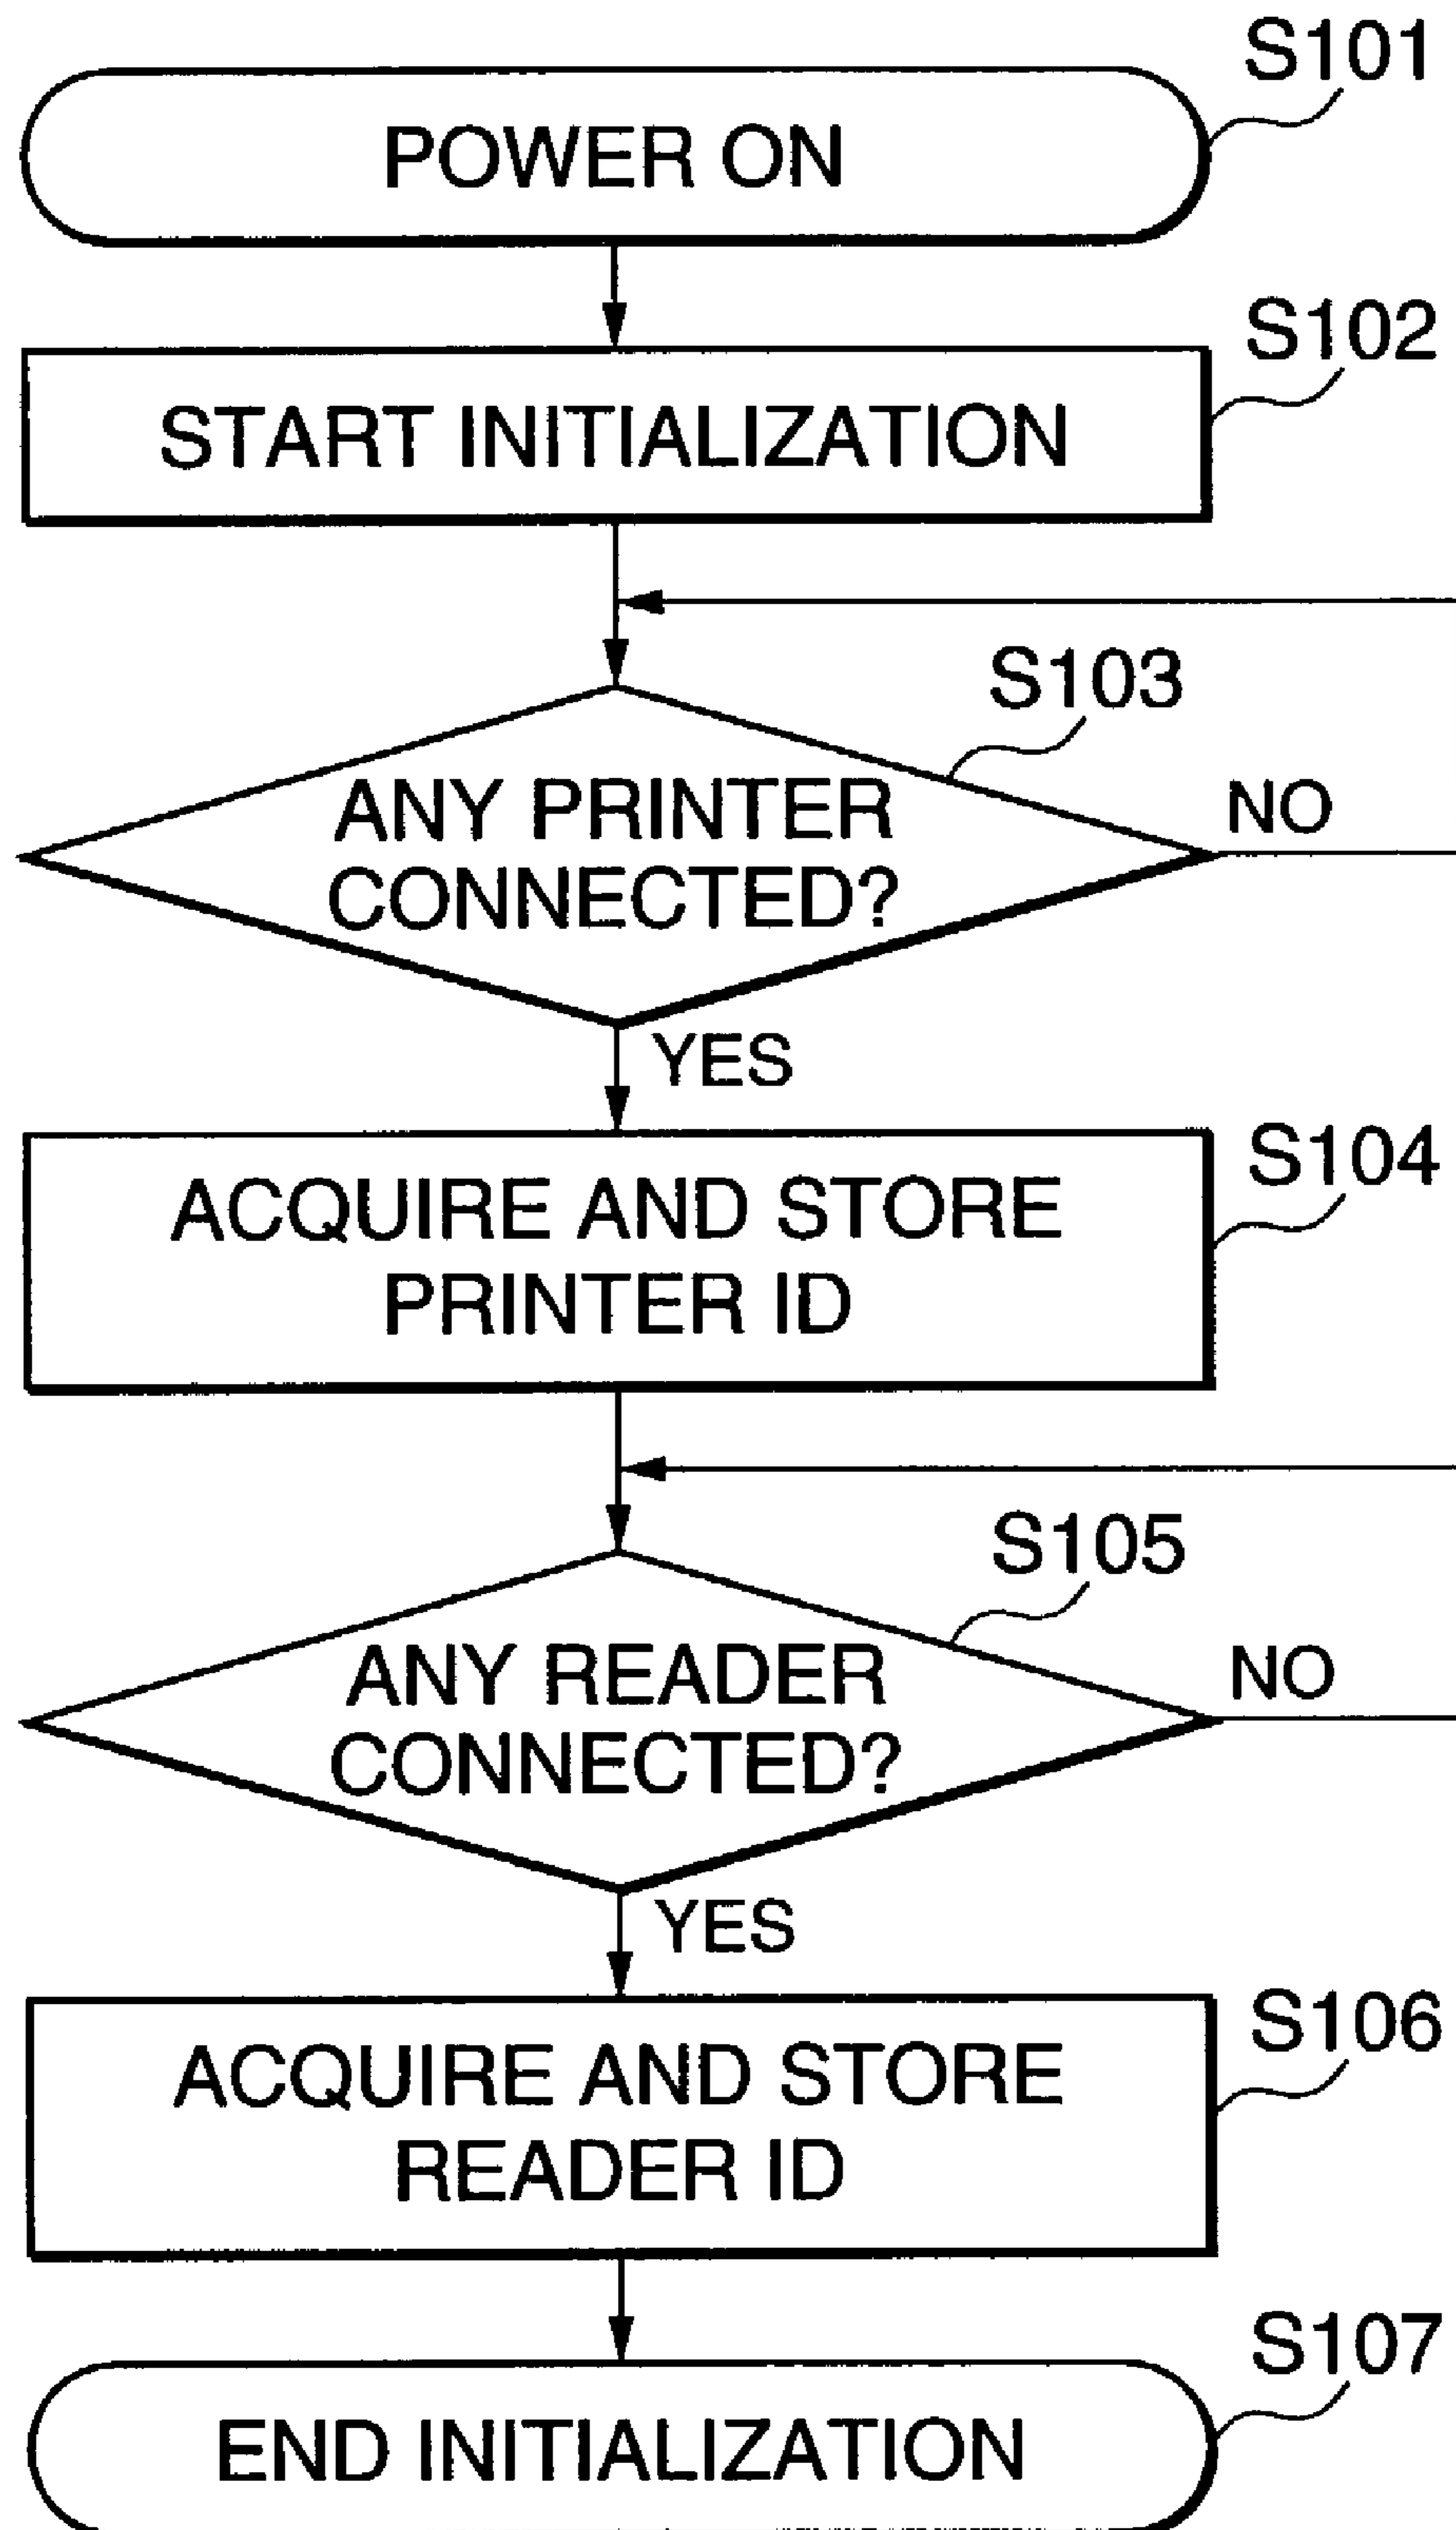 S101
POWER ON
S102
START INITIALIZATION
S103
ANY PRINTER
CONNECTED?
NO
YES
S104
ACQUIRE AND STORE
PRINTER ID
S105
ANY READER
CONNECTED?
NO
YES
S106
ACQUIRE AND STORE
READER ID
S107
END INITIALIZATION